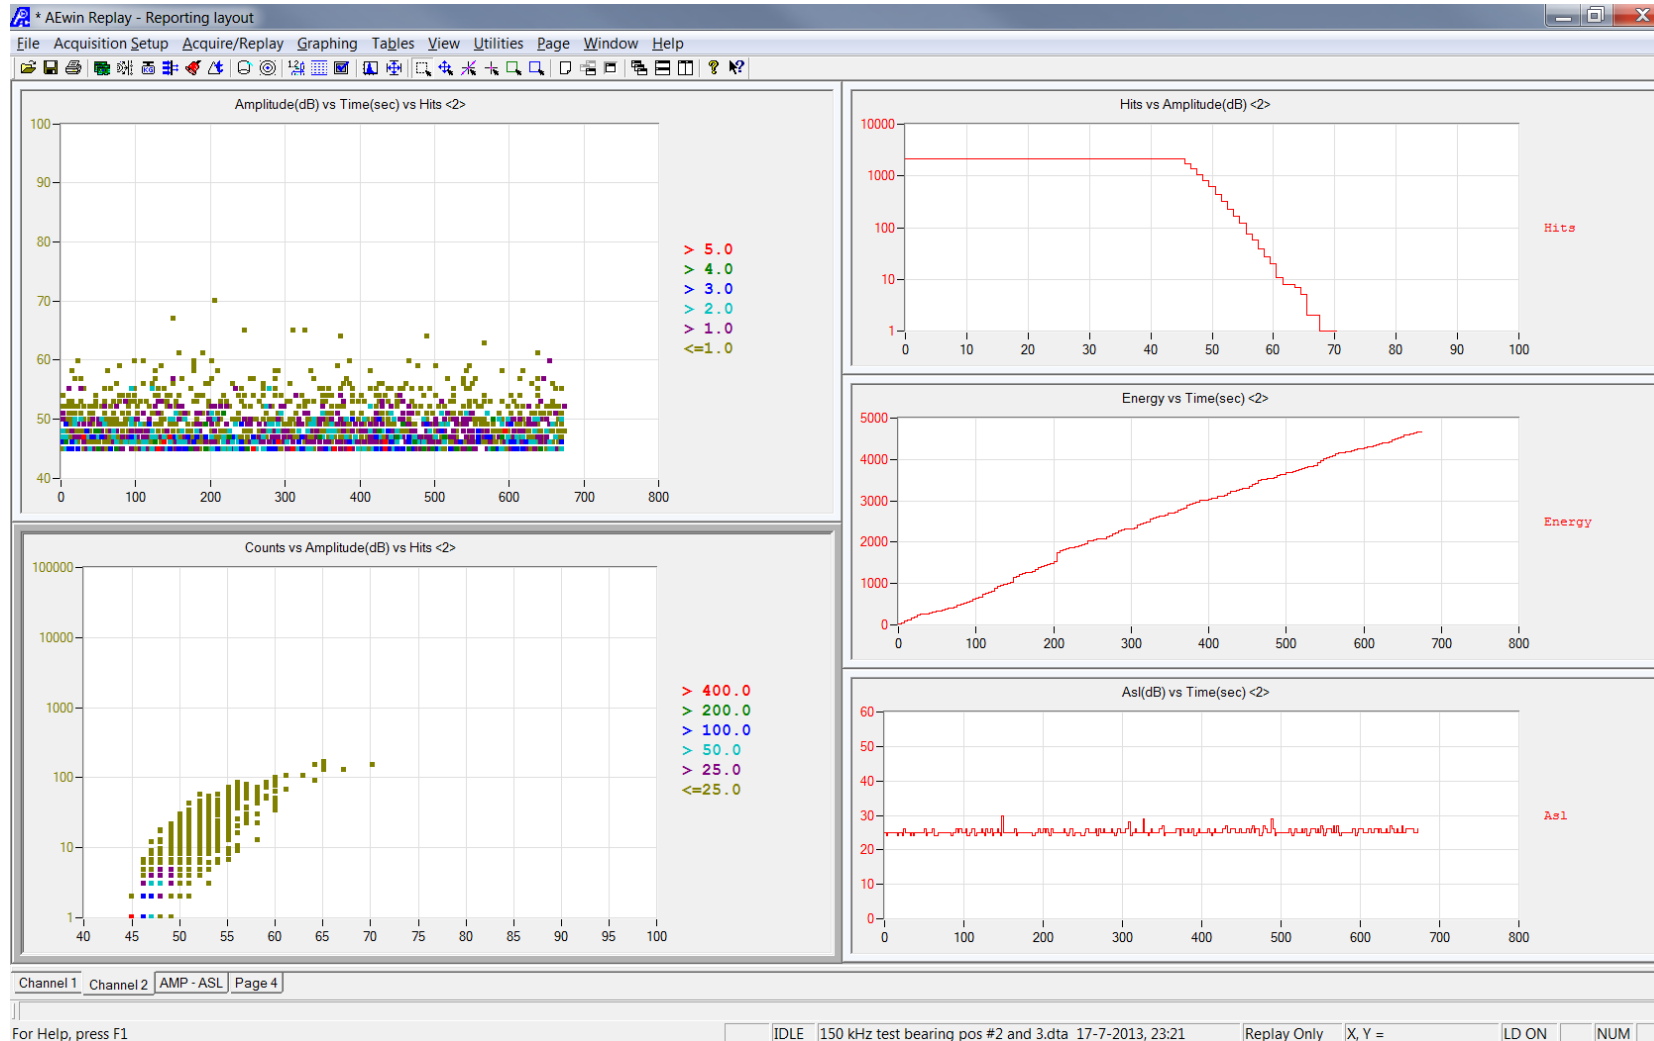 * AEwin Replay - Reporting layout
File Acquisition Setup Acquire/Replay Graphing Tables View Utilities Page Window Help
Amplitude(dB) vs Time(sec) vs Hits <2>
100
90
80
70
60
50
40
0 100 200 300 400 500 600 700 800
> 5.0
> 4.0
> 3.0
> 2.0
> 1.0
<=1.0
Counts vs Amplitude(dB) vs Hits <2>
100000
10000
1000
100
10
1
40 45 50 55 60 65 70 75 80 85 90 95 100
> 400.0
> 200.0
> 100.0
> 50.0
> 25.0
<=25.0
Hits vs Amplitude(dB) <2>
10000
1000
100
10
1
0 10 20 30 40 50 60 70 80 90 100
Hits
Energy vs Time(sec) <2>
5000
4000
3000
2000
1000
0
0 100 200 300 400 500 600 700 800
Energy
Asl(dB) vs Time(sec) <2>
60
50
40
30
20
10
0
0 100 200 300 400 500 600 700 800
Asl
Channel 1 Channel 2 AMP - ASL Page 4
For Help, press F1 IDLE 150 kHz test bearing pos #2 and 3.dta 17-7-2013, 23:21 Replay Only X, Y = LD ON NUM